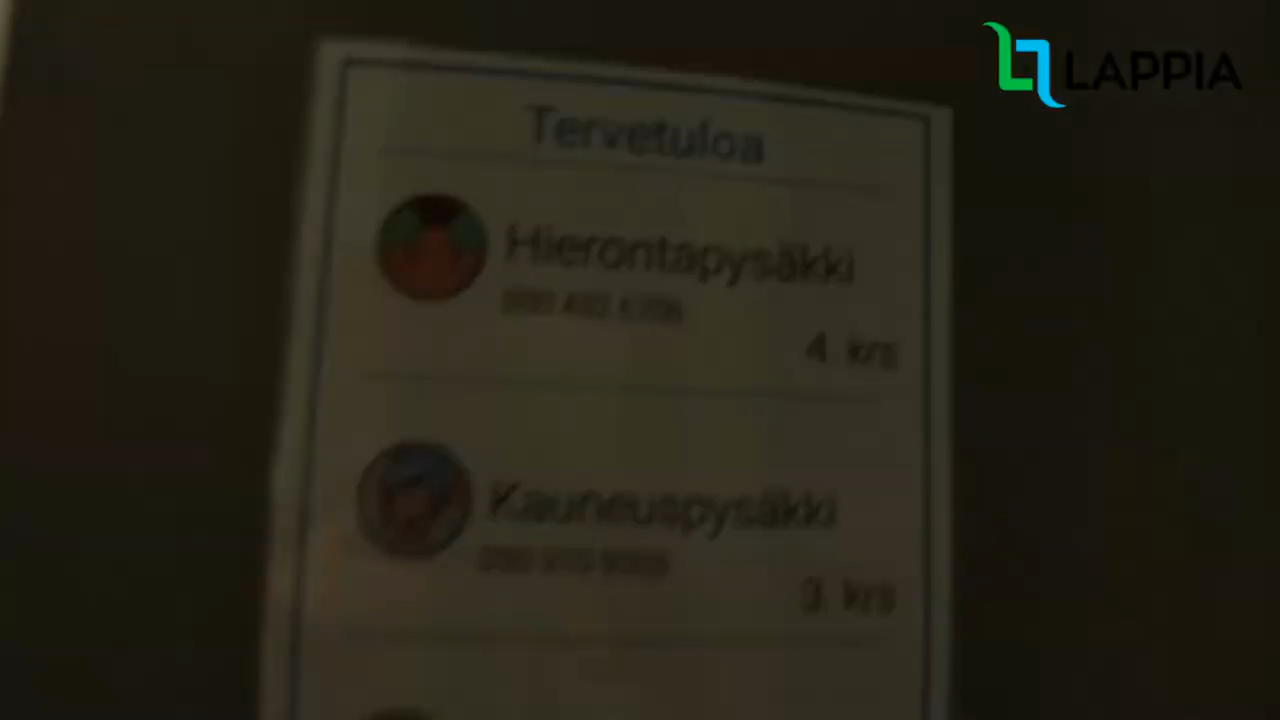 LAPPIA
Tervetuloa
Hierontapysäkki
4. krs
Kauneuspysäkki
3. krs